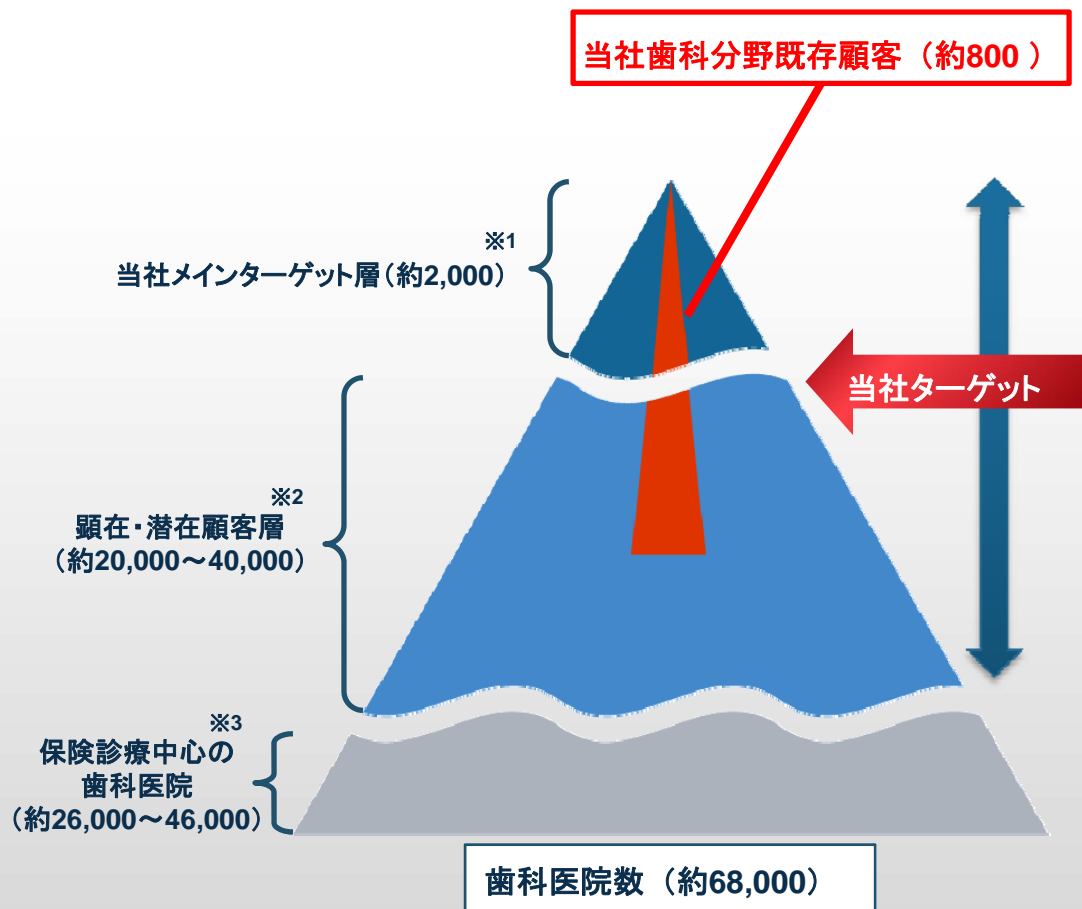 当社歯科分野既存顧客（約800 ）
※1
当社メインターゲット層（約2,000）
当社ターゲット
※2
顕在・潜在顧客層
（約20,000～40,000）
※3
保険診療中心の
歯科医院
（約26,000～46,000）
歯科医院数（約68,000）